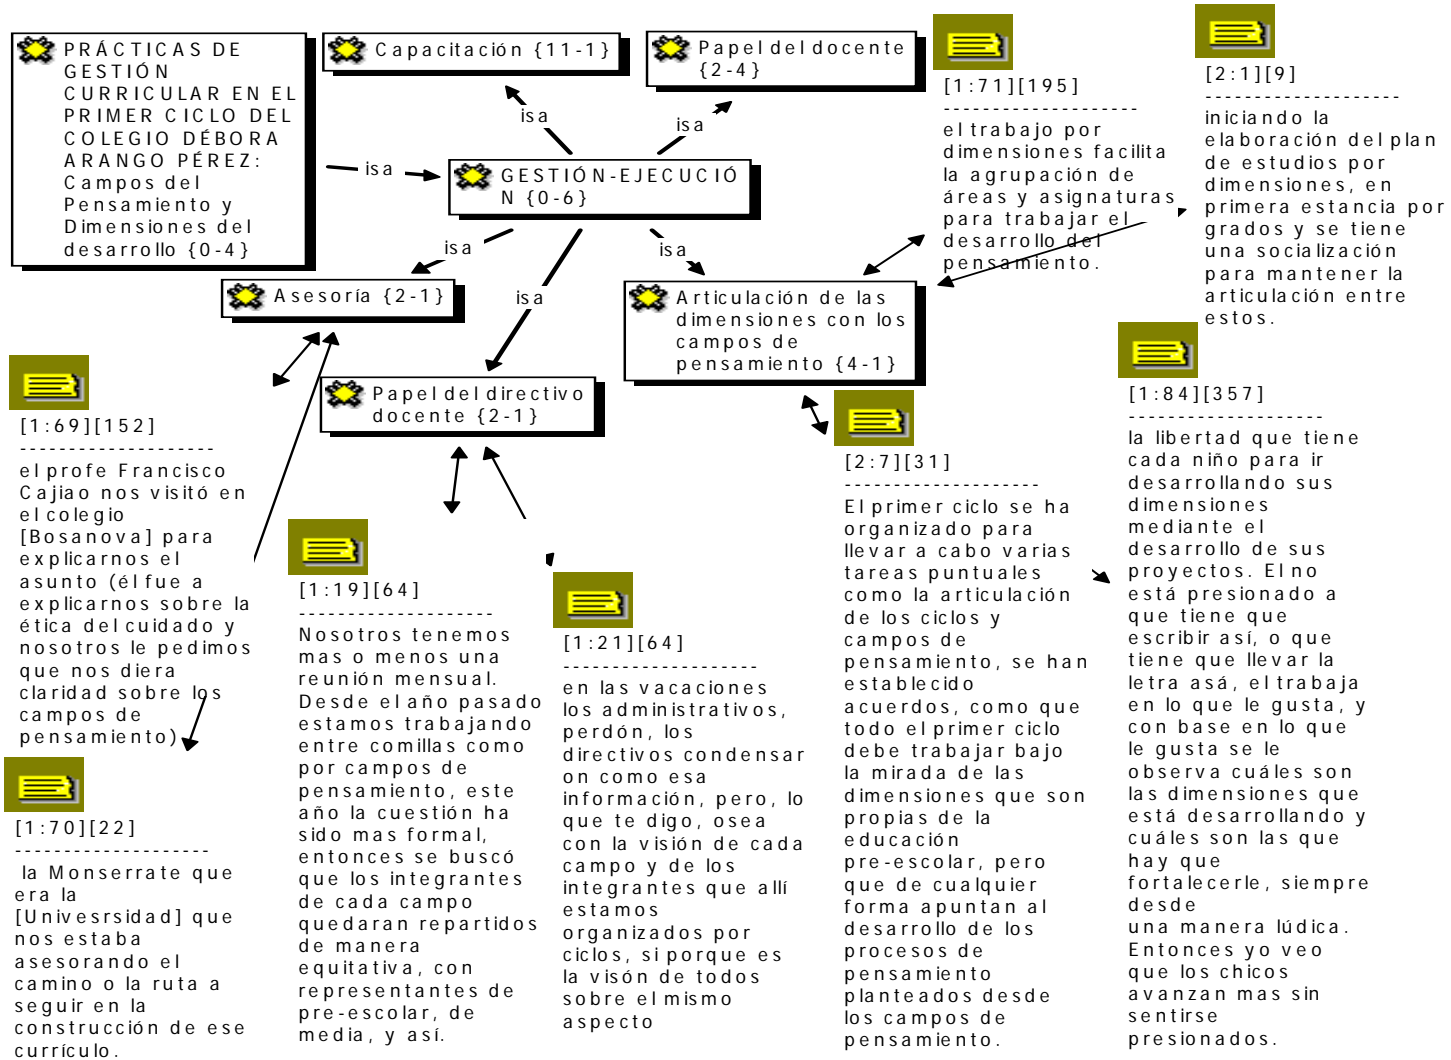 PRÁCTICAS DE
GESTIÓN
CURRICULAR EN EL
PRIMER CICLO DEL
COLEGIO DÉBORA
ARANGO PÉREZ:
Campos del
Pensamiento y
Dimensiones del
desarrollo {0-4}
Capacitación {11-1}
Papel del docente
{2-4}
is a
is a
is a
GESTIÓN-EJECUCIÓ
N {0-6}
is a
is a
is a
Asesoría {2-1}
Papel del directivo
docente {2-1}
Articulación de las
dimensiones con los
campos de
pensamiento {4-1}
[1:71][195]
--------------------
el trabajo por
dimensiones facilita
la agrupación de
áreas y asignaturas
para trabajar el
desarrollo del
pensamiento.
[2:1][9]
--------------------
iniciando la
elaboración del plan
de estudios por
dimensiones, en
primera estancia por
grados y se tiene
una socialización
para mantener la
articulación entre
estos.
[1:69][152]
--------------------
el profe Francisco
Cajiao nos visitó en
el colegio
[Bosanova] para
explicarnos el
asunto (él fue a
explicarnos sobre la
ética del cuidado y
nosotros le pedimos
que nos diera
claridad sobre los
campos de
pensamiento)
[1:70][22]
--------------------
la Monserrate que
era la
[Univesrsidad] que
nos estaba
asesorando el
camino o la ruta a
seguir en la
construcción de ese
currículo.
[1:19][64]
--------------------
Nosotros tenemos
mas o menos una
reunión mensual.
Desde el año pasado
estamos trabajando
entre comillas como
por campos de
pensamiento, este
año la cuestión ha
sido mas formal,
entonces se buscó
que los integrantes
de cada campo
quedaran repartidos
de manera
equitativa, con
representantes de
pre-escolar, de
media, y así.
[1:21][64]
--------------------
en las vacaciones
los administrativos,
perdón, los
directivos condensar
on como esa
información, pero, lo
que te digo, osea
con la visión de cada
campo y de los
integrantes que allí
estamos
organizados por
ciclos, si porque es
la visón de todos
sobre el mismo
aspecto
[2:7][31]
--------------------
El primer ciclo se ha
organizado para
llevar a cabo varias
tareas puntuales
como la articulación
de los ciclos y
campos de
pensamiento, se han
establecido
acuerdos, como que
todo el primer ciclo
debe trabajar bajo
la mirada de las
dimensiones que son
propias de la
educación
pre-escolar, pero
que de cualquier
forma apuntan al
desarrollo de los
procesos de
pensamiento
planteados desde
los campos de
pensamiento.
[1:84][357]
--------------------
la libertad que tiene
cada niño para ir
desarrollando sus
dimensiones
mediante el
desarrollo de sus
proyectos. El no
está presionado a
que tiene que
escribir así, o que
tiene que llevar la
letra asá, el trabaja
en lo que le gusta, y
con base en lo que
le gusta se le
observa cuáles son
las dimensiones que
está desarrollando y
cuáles son las que
hay que
fortalecerle, siempre
desde
una manera lúdica.
Entonces yo veo
que los chicos
avanzan mas sin
sentirse
presionados.